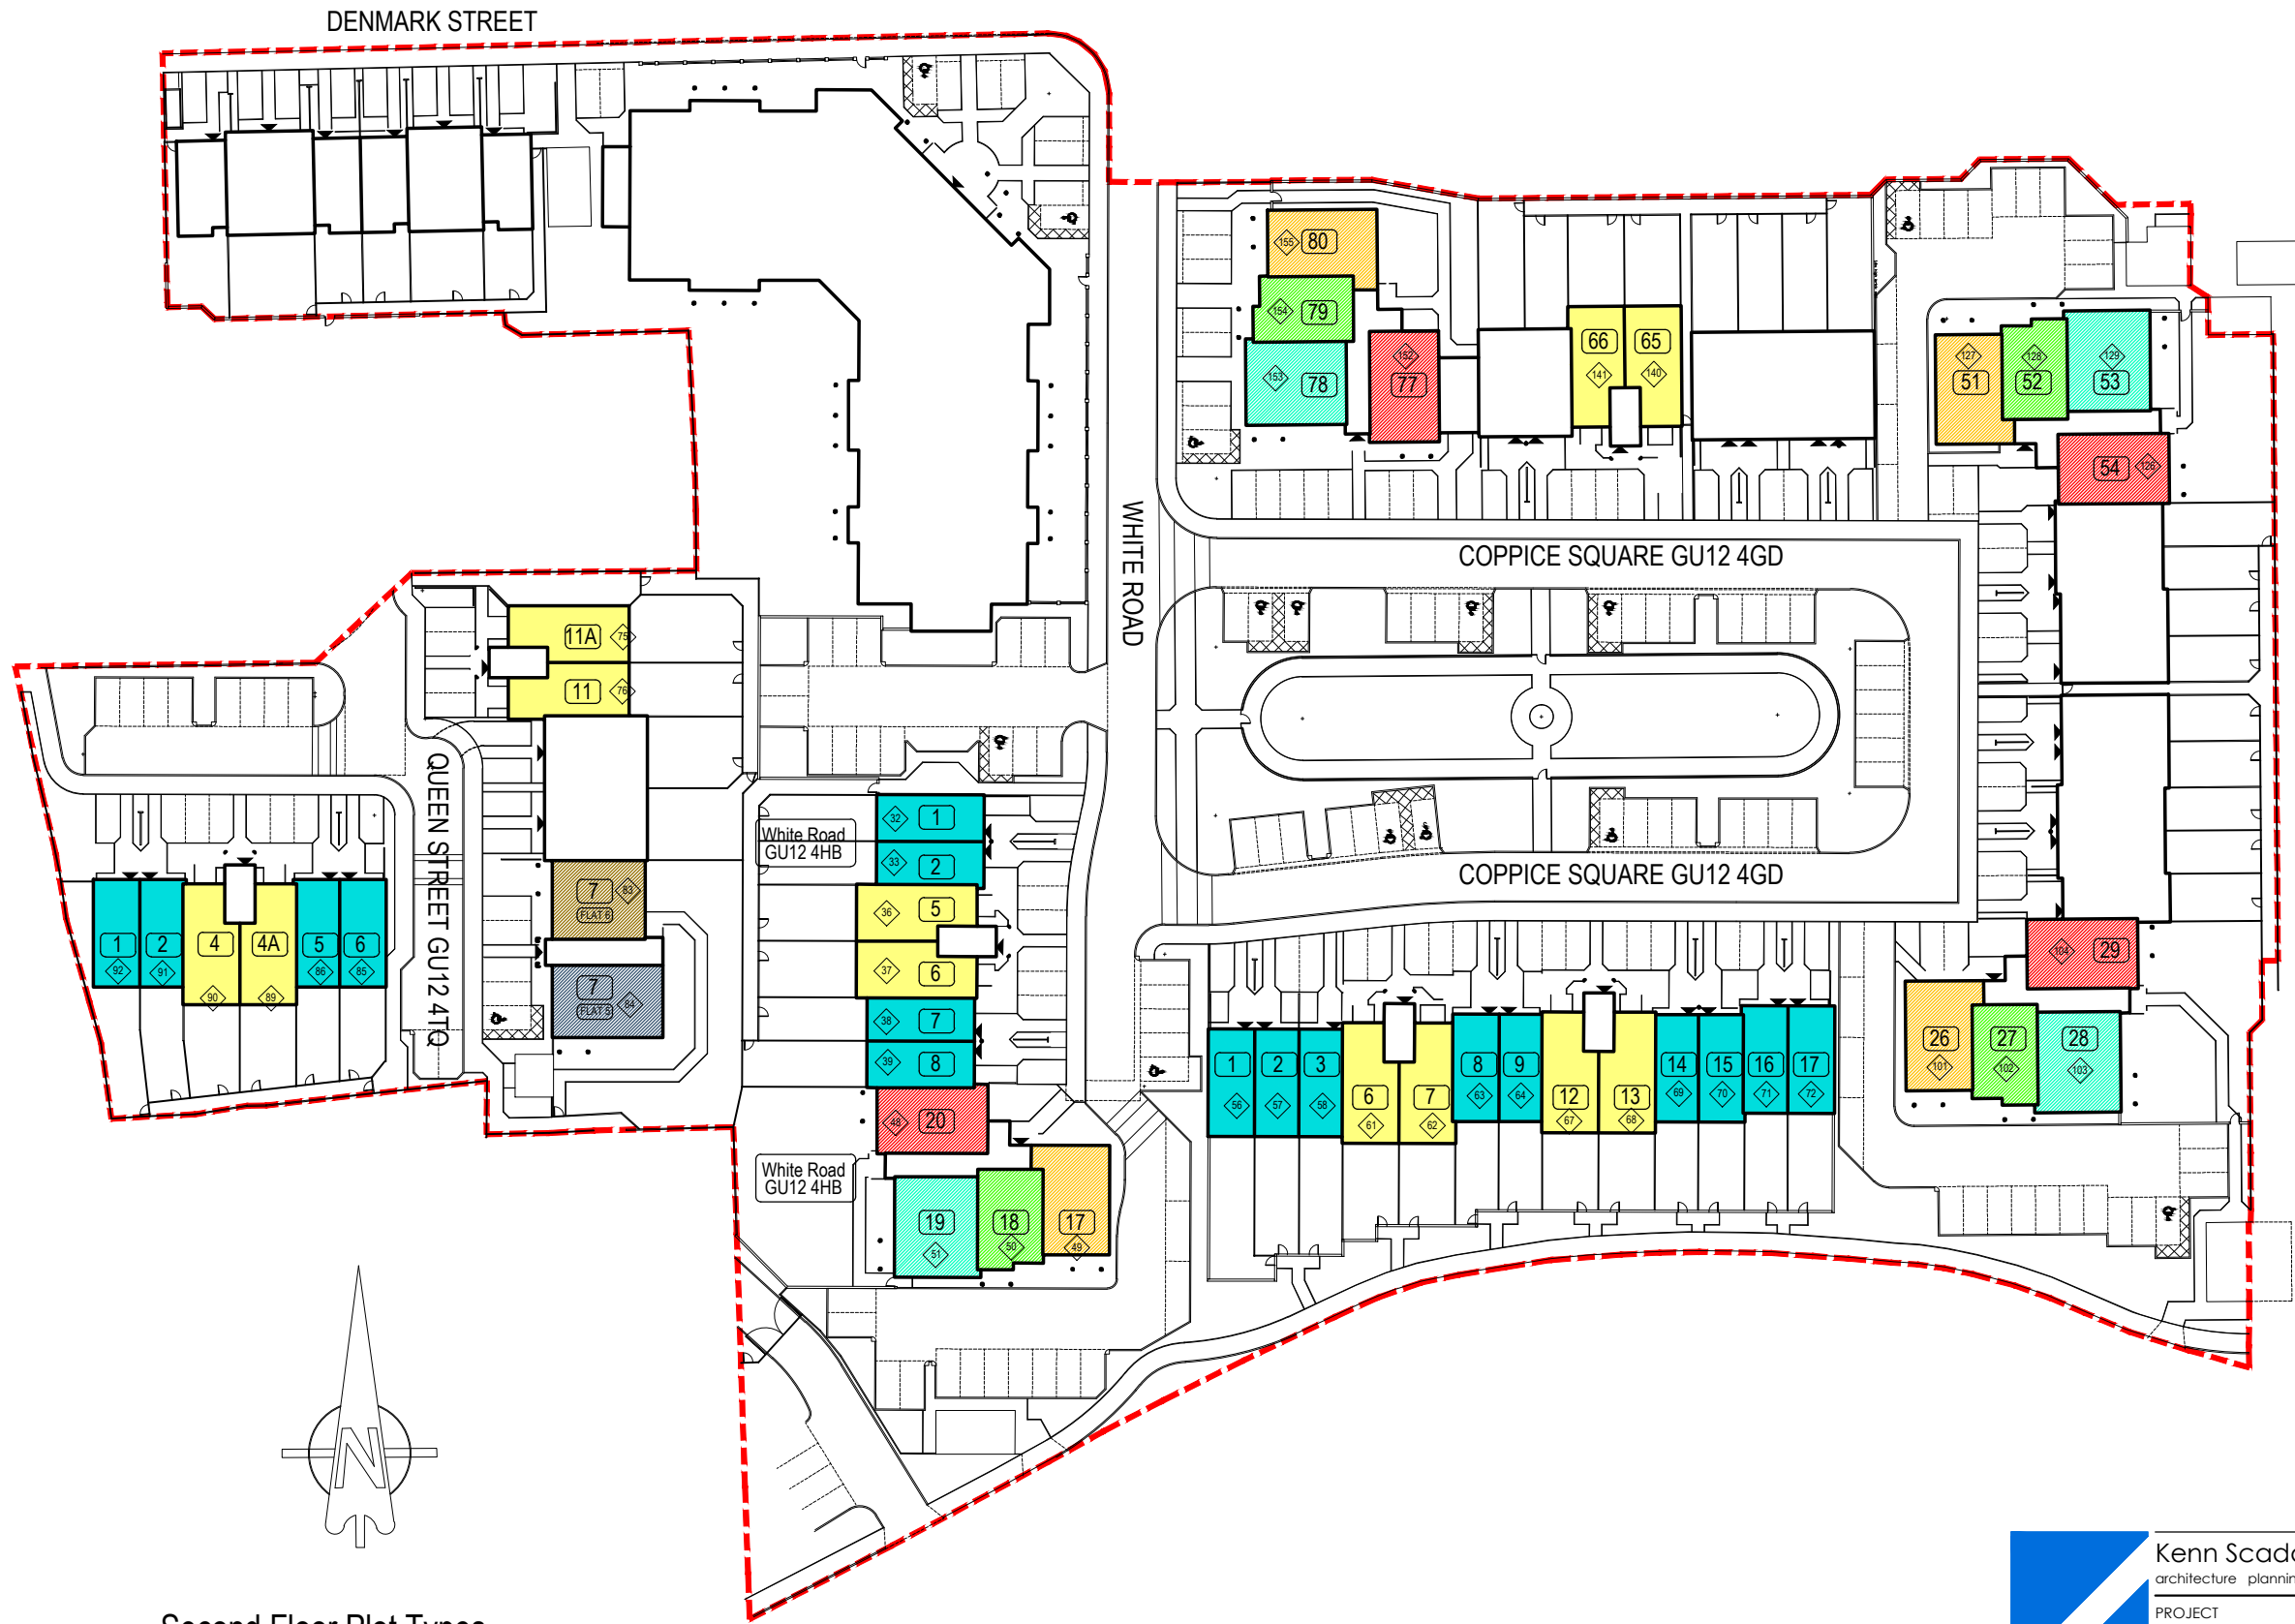 DENMARK STREET
155 80
154 79
153 78
152
77
66 65
141 140
127 128 129
51 52 53
54 126
WHITE ROAD
COPPICE SQUARE GU12 4GD
11A 75
11 76
QUEEN STREET GU12 4TQ
7 83
FLAT 6
7 84
FLAT 5
1 2 4 4A 5 6
92 91 90 89 86 85
White Road
GU12 4HB
32 1
33 2
36 5
37 6
38 7
39 8
48 20
White Road
GU12 4HB
19 18 17
51 50 49
COPPICE SQUARE GU12 4GD
104 29
26 27 28
101 102 103
1 2 3 6 7 8 9 12 13 14 15 16 17
56 57 58 61 62 63 64 67 68 69 70 71 72
N
Kenn Scad
architecture plannin
PROJECT
Second Floor Plot Types